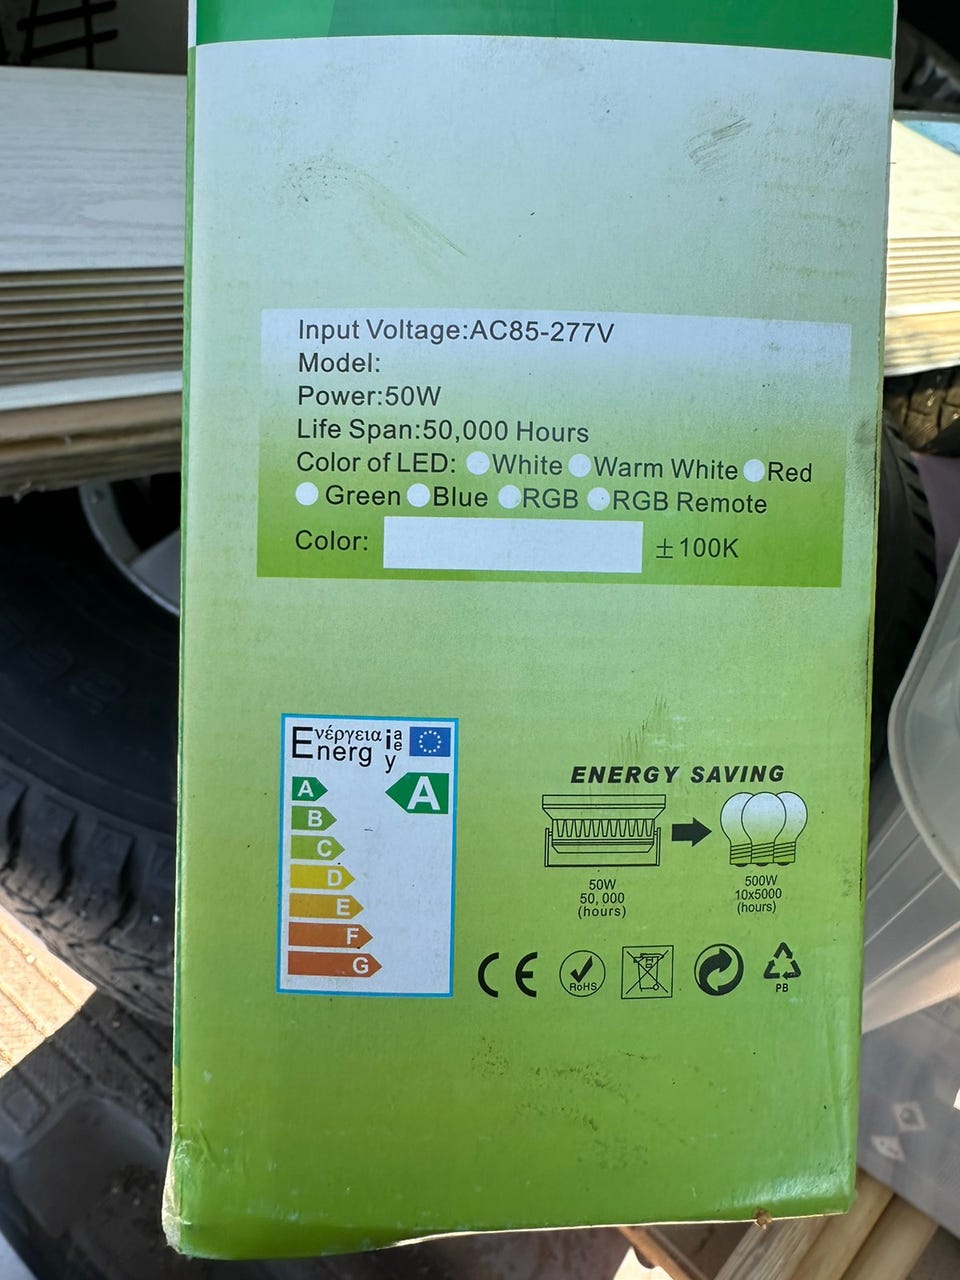 Input Voltage:AC85-277V
Model:
Power:50W
Life Span:50,000 Hours
Color of LED: White Warm White Red
Green Blue RGB RGB Remote
Color: ±100K
Energ y ενέργεια ia ie
A
A
B
C
D
E
F
G
ENERGY SAVING
50W
50, 000
(hours)
500W
10x5000
(hours)
CE
RoHS
PB